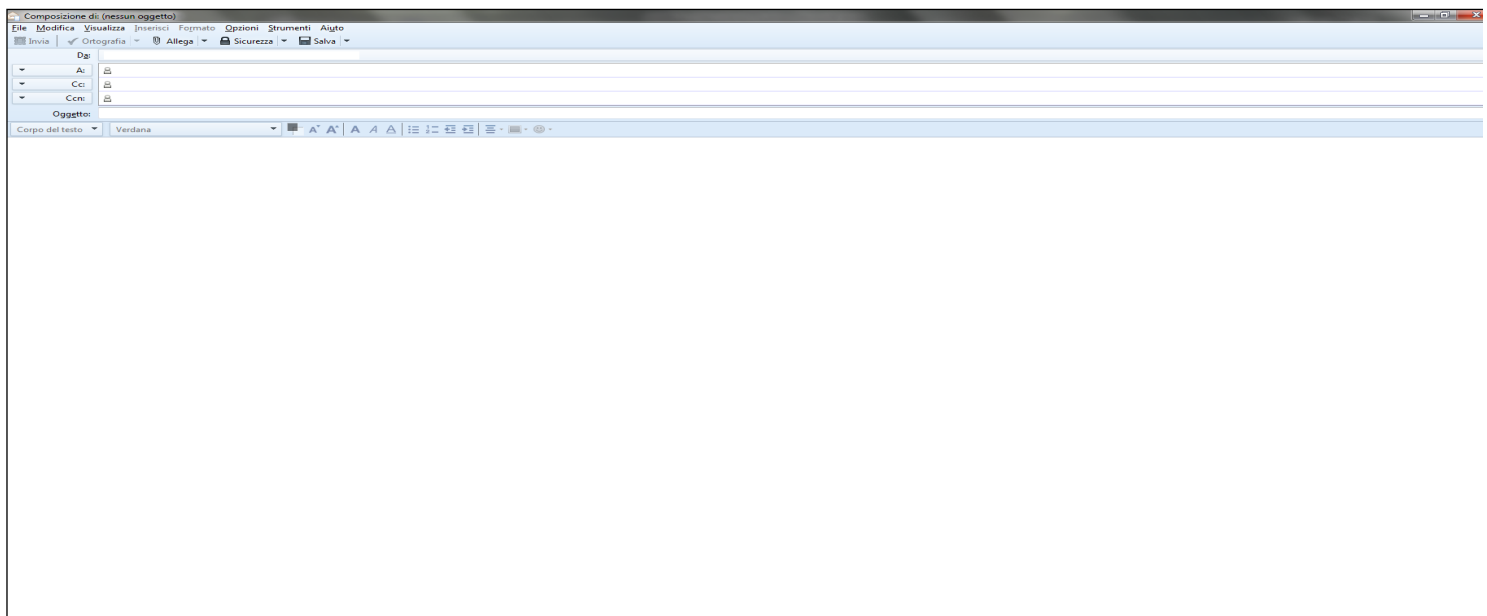 Composizione di: (nessun oggetto)
File Modifica Visualizza Inserisci Formato Opzioni Strumenti Aiuto
Invia Ortografia Allega Sicurezza Salva
Da:
A:
Cc:
Ccn:
Oggetto:
Corpo del testo Verdana A A A A A